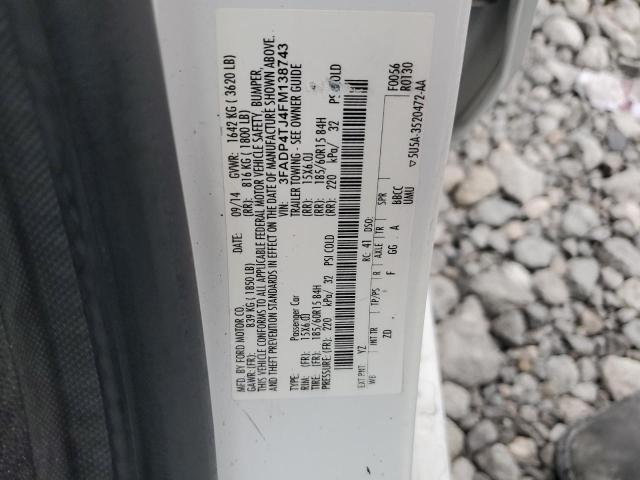 MFD. BY FORD MOTOR CO. DATE: 09/14 GVWR: 1642 KG ( 3620 LB)
GAWR: (FR): 839 KG ( 1850 LB) (RR): 816 KG ( 1800 LB)
THIS VEHICLE CONFORMS TO ALL APPLICABLE FEDERAL MOTOR VEHICLE SAFETY, BUMPER,
AND THEFT PREVENTION STANDARDS IN EFFECT ON THE DATE OF MANUFACTURE SHOWN ABOVE.
VIN: 3FADP4TJ4FM138743
TYPE: Passenger Car TRAILER TOWING - SEE OWNER GUIDE
RIM: (FR): 15X6.0J (RR): 15X6.0J
TIRE: (FR): 185/60R15 84H (RR): 185/60R15 84H
PRESSURE (FR): 220 kPa/ 32 PSI COLD (RR): 220 kPa/ 32 PSI COLD
F0056
R0130
EXT PNT: YZ RC: 41 DSO:
WB INT TR TP/PS R AXLE TR SPR
ZD F GG A BBCC
UMU
5U5A-3520472-AA